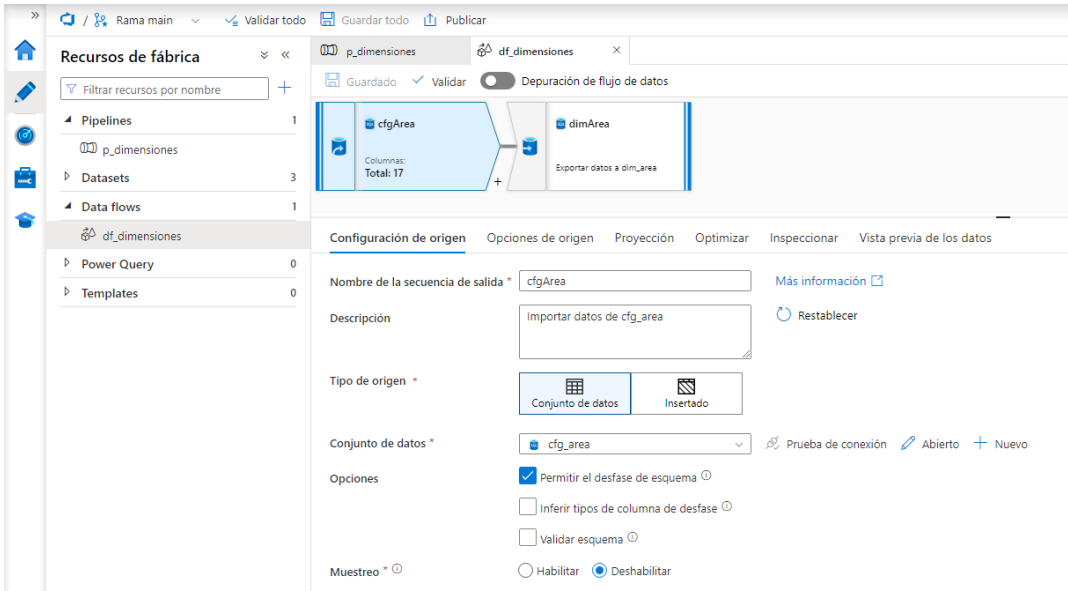 / Rama main Validar todo Guardar todo Publicar
Recursos de fábrica
Filtrar recursos por nombre
Pipelines 1
p_dimensiones
Datasets 3
Data flows 1
df_dimensiones
Power Query 0
Templates 0
p_dimensiones df_dimensiones
Guardado Validar Depuración de flujo de datos
cfgArea
Columnas:
Total: 17
+
dimArea
Exportar datos a dim_area
Configuración de origen Opciones de origen Proyección Optimizar Inspeccionar Vista previa de los datos
Nombre de la secuencia de salida * cfgArea Más información
Descripción Importar datos de cfg_area Restablecer
Tipo de origen * Conjunto de datos Insertado
Conjunto de datos * cfg_area Prueba de conexión Abierto Nuevo
Opciones Permitir el desfase de esquema
Inferir tipos de columna de desfase
Validar esquema
Muestreo * Habilitar Deshabilitar